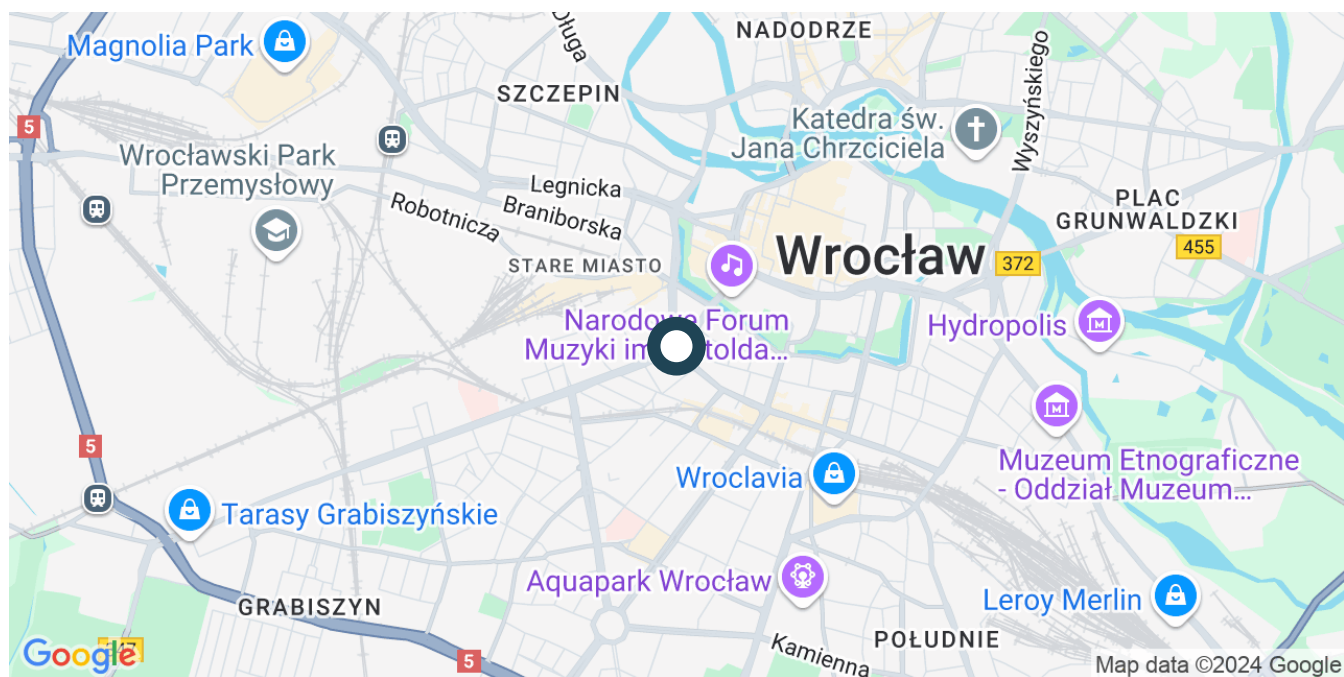 Magnolia Park
Długa
NADODRZE
SZCZEPIN
Wyszyńskiego
Katedra św.
Jana Chrzciciela
5
Wrocławski Park
Przemysłowy
Legnicka
Braniborska
Robotnicza
PLAC
GRUNWALDZKI
455
STARE MIASTO
Wrocław
372
Narodowe Forum
Muzyki im
tolda...
Hydropolis
5
Wroclavia
Muzeum Etnograficzne
- Oddział Muzeum...
Tarasy Grabiszyńskie
Aquapark Wrocław
Leroy Merlin
GRABISZYN
POŁUDNIE
Kamienna
5
Google
Map data ©2024 Google